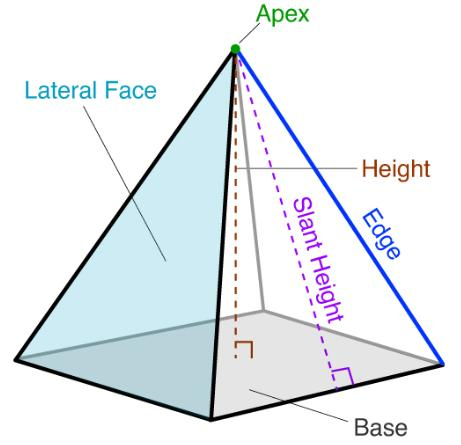 Apex
Lateral Face
Height
Slant Height
Edge
Base